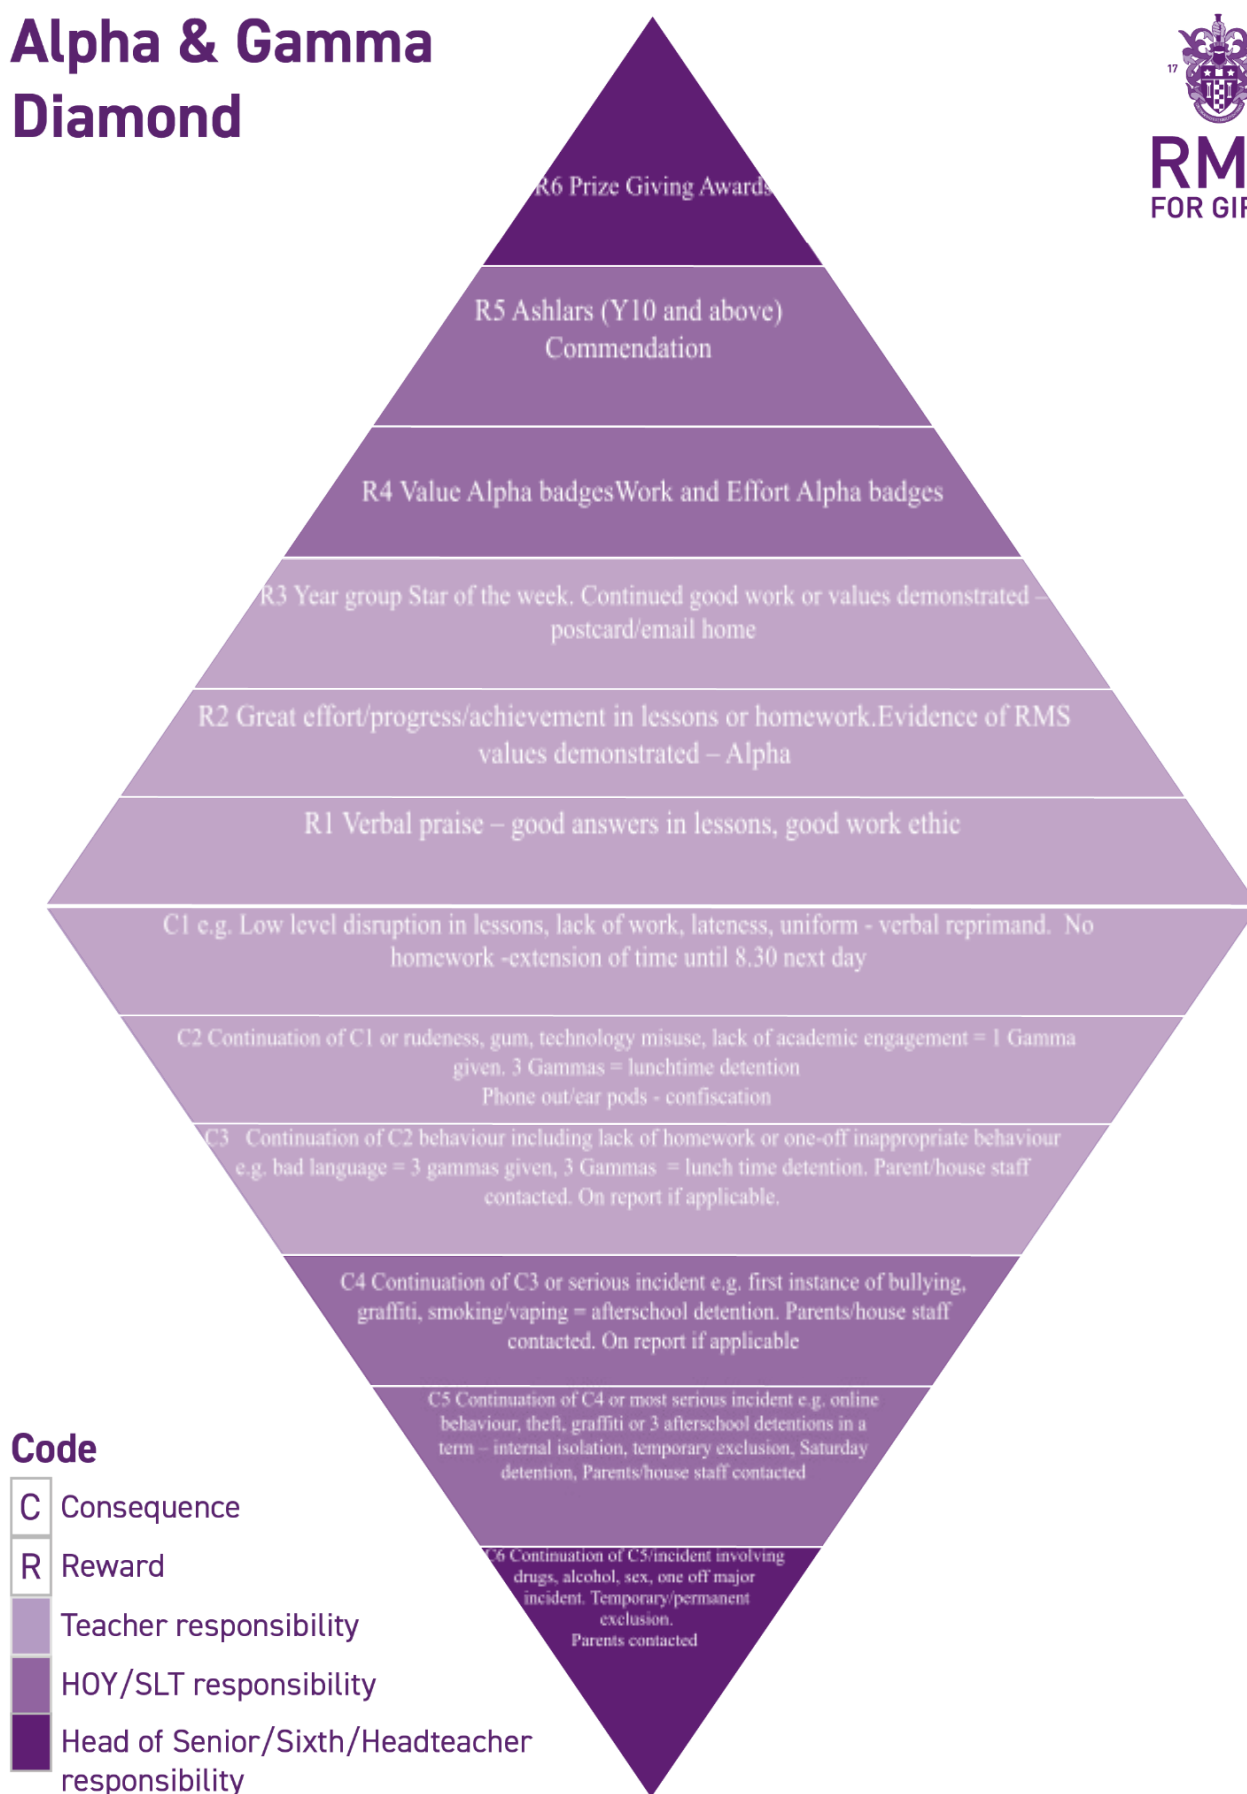 Alpha & Gamma
Diamond
17
RM
FOR GI
R6 Prize Giving Awards
R5 Ashlars (Y10 and above)
Commendation
R4 Value Alpha badgesWork and Effort Alpha badges
R3 Year group Star of the week. Continued good work or values demonstrated –
postcard/email home
R2 Great effort/progress/achievement in lessons or homework.Evidence of RMS
values demonstrated – Alpha
R1 Verbal praise – good answers in lessons, good work ethic
C1 e.g. Low level disruption in lessons, lack of work, lateness, uniform - verbal reprimand.  No
homework -extension of time until 8.30 next day
C2 Continuation of C1 or rudeness, gum, technology misuse, lack of academic engagement = 1 Gamma
given. 3 Gammas = lunchtime detention
Phone out/ear pods - confiscation
C3   Continuation of C2 behaviour including lack of homework or one-off inappropriate behaviour
e.g. bad language = 3 gammas given, 3 Gammas  = lunch time detention. Parent/house staff
contacted. On report if applicable.
C4 Continuation of C3 or serious incident e.g. first instance of bullying,
graffiti, smoking/vaping = afterschool detention. Parents/house staff
contacted. On report if applicable
C5 Continuation of C4 or most serious incident e.g. online
behaviour, theft, graffiti or 3 afterschool detentions in a
term – internal isolation, temporary exclusion, Saturday
detention, Parents/house staff contacted
C6 Continuation of C5/incident involving
drugs, alcohol, sex, one off major
incident. Temporary/permanent
exclusion.
Parents contacted
Code
C Consequence
R Reward
Teacher responsibility
HOY/SLT responsibility
Head of Senior/Sixth/Headteacher
responsibility